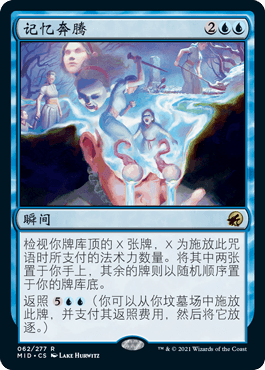 记忆奔腾 2
瞬间
检视你牌库顶的 X 张牌，X 为施放此咒
语时所支付的法术力数量。将其中两张
置于你手上，其余的牌则以随机顺序置
于你的牌库底。
返照 5 （你可以从你坟墓场中施放
此牌，并支付其返照费用，然后将它放
逐。）
062/277 R
MID • CS LAKE HURWITZ
™ & © 2021 Wizards of the Coast